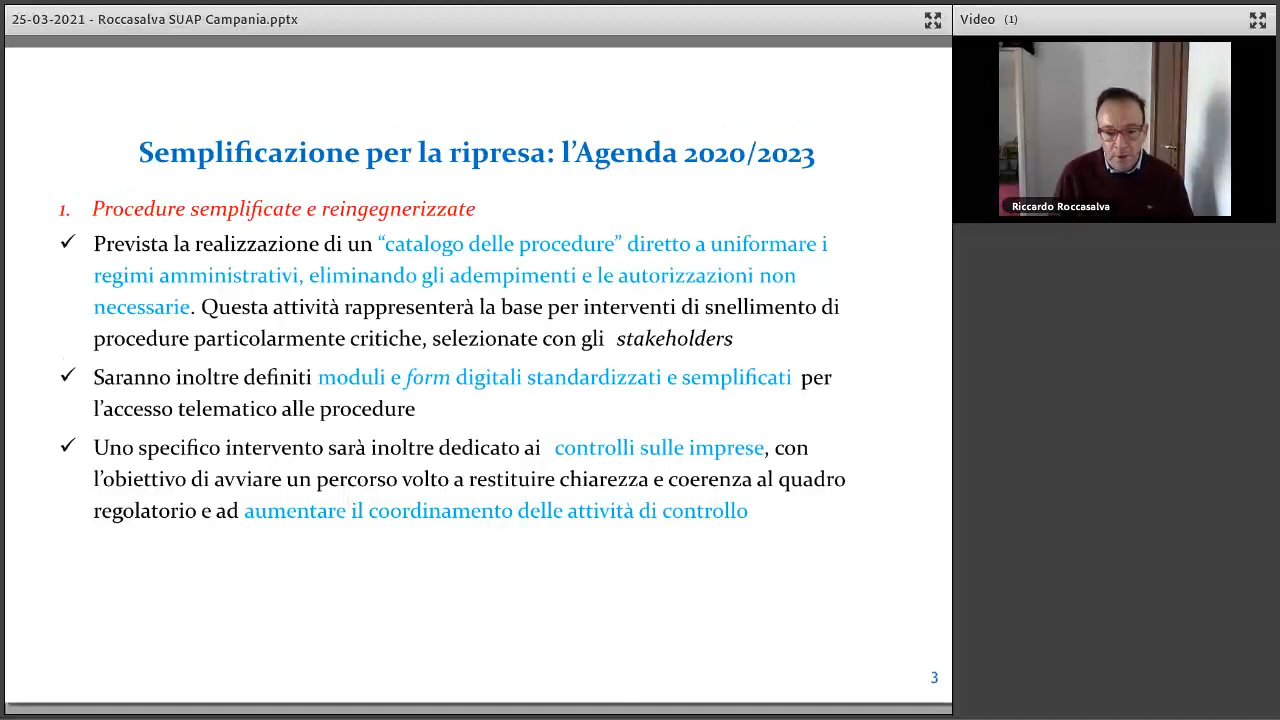 25-03-2021 - Roccasalva SUAP Campania.pptx
Video (1)
Riccardo Roccasalva
Semplificazione per la ripresa: l’Agenda 2020/2023
1. Procedure semplificate e reingegnerizzate
✓ Prevista la realizzazione di un “catalogo delle procedure” diretto a uniformare i
regimi amministrativi, eliminando gli adempimenti e le autorizzazioni non
necessarie. Questa attività rappresenterà la base per interventi di snellimento di
procedure particolarmente critiche, selezionate con gli stakeholders
✓ Saranno inoltre definiti moduli e form digitali standardizzati e semplificati per
l’accesso telematico alle procedure
✓ Uno specifico intervento sarà inoltre dedicato ai controlli sulle imprese, con
l’obiettivo di avviare un percorso volto a restituire chiarezza e coerenza al quadro
regolatorio e ad aumentare il coordinamento delle attività di controllo
3